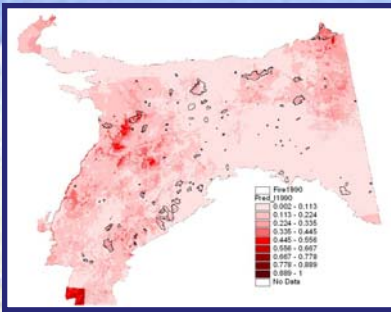 Fire1990
Pred_l1990
0.002 - 0.113
0.113 - 0.224
0.224 - 0.335
0.335 - 0.445
0.445 - 0.556
0.556 - 0.667
0.667 - 0.778
0.778 - 0.889
0.889 - 1
No Data